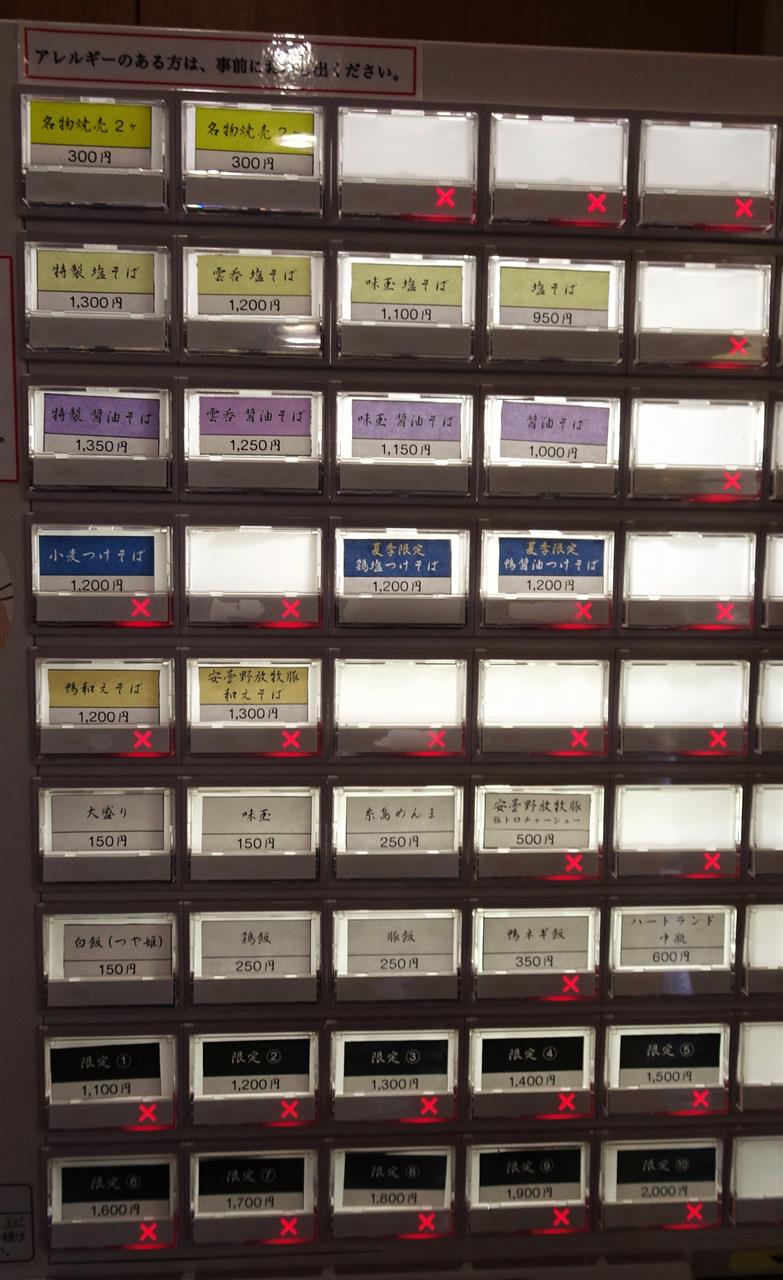 アレルギーのある方は、事前にお申し出ください。
名物焼売 2ヶ
300円
名物焼売 2ヶ
300円
特製 塩そば
1,300円
雲呑 塩そば
1,200円
味玉 塩そば
1,100円
塩そば
950円
特製 醤油そば
1,350円
雲呑 醤油そば
1,250円
味玉 醤油そば
1,150円
醤油そば
1,000円
小麦つけそば
1,200円
夏季限定
鶏塩つけそば
1,200円
夏季限定
鴨醤油つけそば
1,200円
鴨和えそば
1,200円
安曇野放牧豚
和えそば
1,300円
大盛り
150円
味玉
150円
糸島めんま
250円
安曇野放牧豚
豚トロチャーシュー
500円
白飯(つや姫)
150円
鶏飯
250円
豚飯
250円
鴨ネギ飯
350円
ハートランド
中瓶
600円
限定 ①
1,100円
限定 ②
1,200円
限定 ③
1,300円
限定 ④
1,400円
限定 ⑤
1,500円
限定 ⑥
1,600円
限定 ⑦
1,700円
限定 ⑧
1,800円
限定 ⑨
1,900円
限定 ⑩
2,000円
上に
傾け